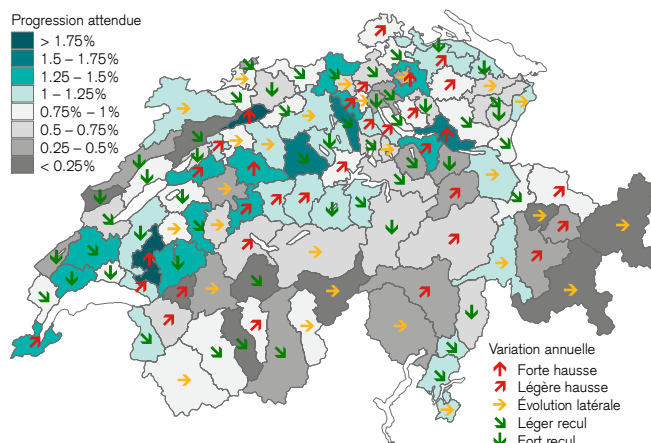 Progression attendue
> 1.75%
1.5 – 1.75%
1.25 – 1.5%
1 – 1.25%
0.75% – 1%
0.5 – 0.75%
0.25 – 0.5%
< 0.25%
Variation annuelle
Forte hausse
Légère hausse
Évolution latérale
Léger recul
Fort recul